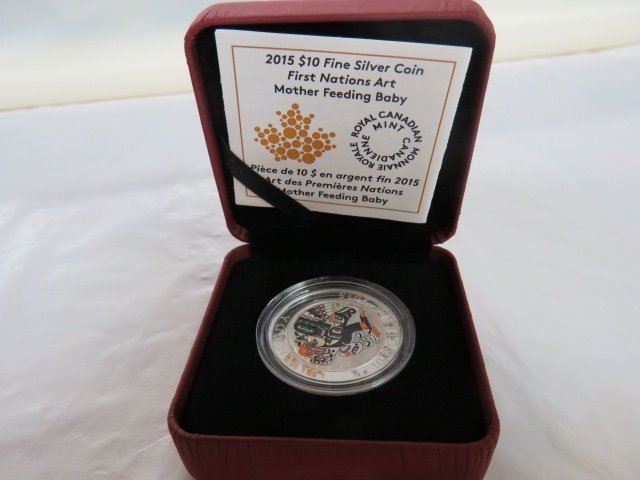 2015 $10 Fine Silver Coin
First Nations Art
Mother Feeding Baby
ROYAL CANADIAN MINT
MONNAIE ROYALE CANADIENNE
Pièce de 10 $ en argent fin 2015
Art des Premières Nations
Mother Feeding Baby